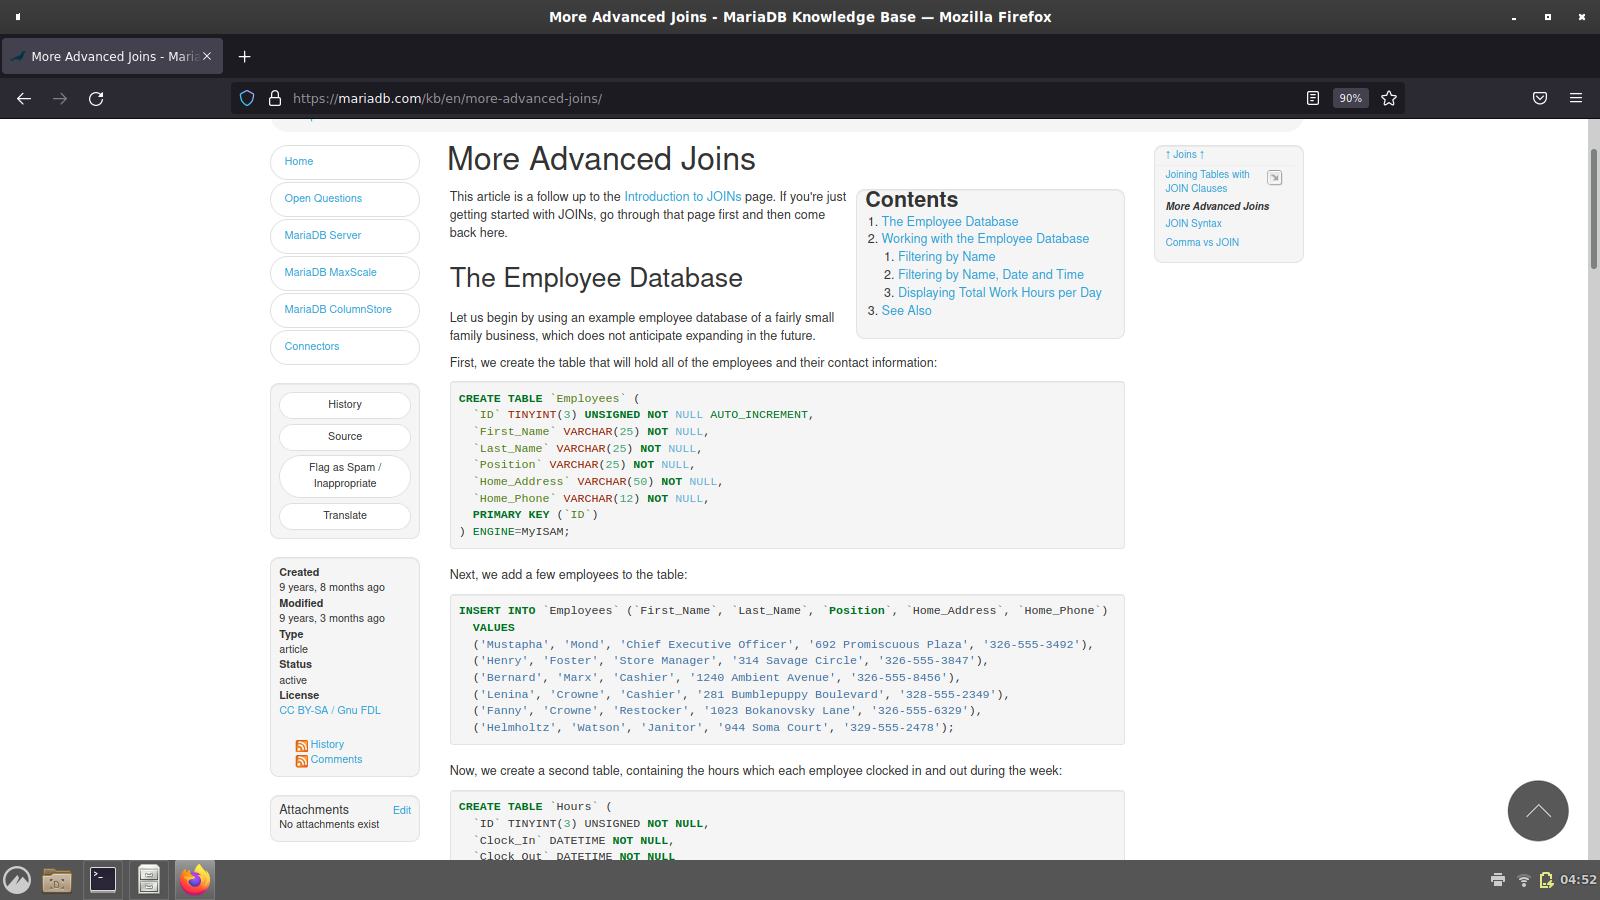 More Advanced Joins - MariaDB Knowledge Base — Mozilla Firefox
More Advanced Joins - Maria
https://mariadb.com/kb/en/more-advanced-joins/
90%
Home
Open Questions
MariaDB Server
MariaDB MaxScale
MariaDB ColumnStore
Connectors
History
Source
Flag as Spam /
Inappropriate
Translate
Created
9 years, 8 months ago
Modified
9 years, 3 months ago
Type
article
Status
active
License
CC BY-SA / Gnu FDL
History
Comments
Attachments
Edit
No attachments exist
More Advanced Joins
This article is a follow up to the Introduction to JOINs page. If you're just
getting started with JOINs, go through that page first and then come
back here.
Contents
1. The Employee Database
2. Working with the Employee Database
1. Filtering by Name
2. Filtering by Name, Date and Time
3. Displaying Total Work Hours per Day
3. See Also
The Employee Database
Let us begin by using an example employee database of a fairly small
family business, which does not anticipate expanding in the future.
First, we create the table that will hold all of the employees and their contact information:
CREATE TABLE `Employees` (
`ID` TINYINT(3) UNSIGNED NOT NULL AUTO_INCREMENT,
`First_Name` VARCHAR(25) NOT NULL,
`Last_Name` VARCHAR(25) NOT NULL,
`Position` VARCHAR(25) NOT NULL,
`Home_Address` VARCHAR(50) NOT NULL,
`Home_Phone` VARCHAR(12) NOT NULL,
PRIMARY KEY (`ID`)
) ENGINE=MyISAM;
Next, we add a few employees to the table:
INSERT INTO `Employees` (`First_Name`, `Last_Name`, `Position`, `Home_Address`, `Home_Phone`)
VALUES
('Mustapha', 'Mond', 'Chief Executive Officer', '692 Promiscuous Plaza', '326-555-3492'),
('Henry', 'Foster', 'Store Manager', '314 Savage Circle', '326-555-3847'),
('Bernard', 'Marx', 'Cashier', '1240 Ambient Avenue', '326-555-8456'),
('Lenina', 'Crowne', 'Cashier', '281 Bumblepuppy Boulevard', '328-555-2349'),
('Fanny', 'Crowne', 'Restocker', '1023 Bokanovsky Lane', '326-555-6329'),
('Helmholtz', 'Watson', 'Janitor', '944 Soma Court', '329-555-2478');
Now, we create a second table, containing the hours which each employee clocked in and out during the week:
CREATE TABLE `Hours` (
`ID` TINYINT(3) UNSIGNED NOT NULL,
`Clock_In` DATETIME NOT NULL,
`Clock_Out` DATETIME NOT NULL
↑ Joins ↑
Joining Tables with
JOIN Clauses
More Advanced Joins
JOIN Syntax
Comma vs JOIN
04:52